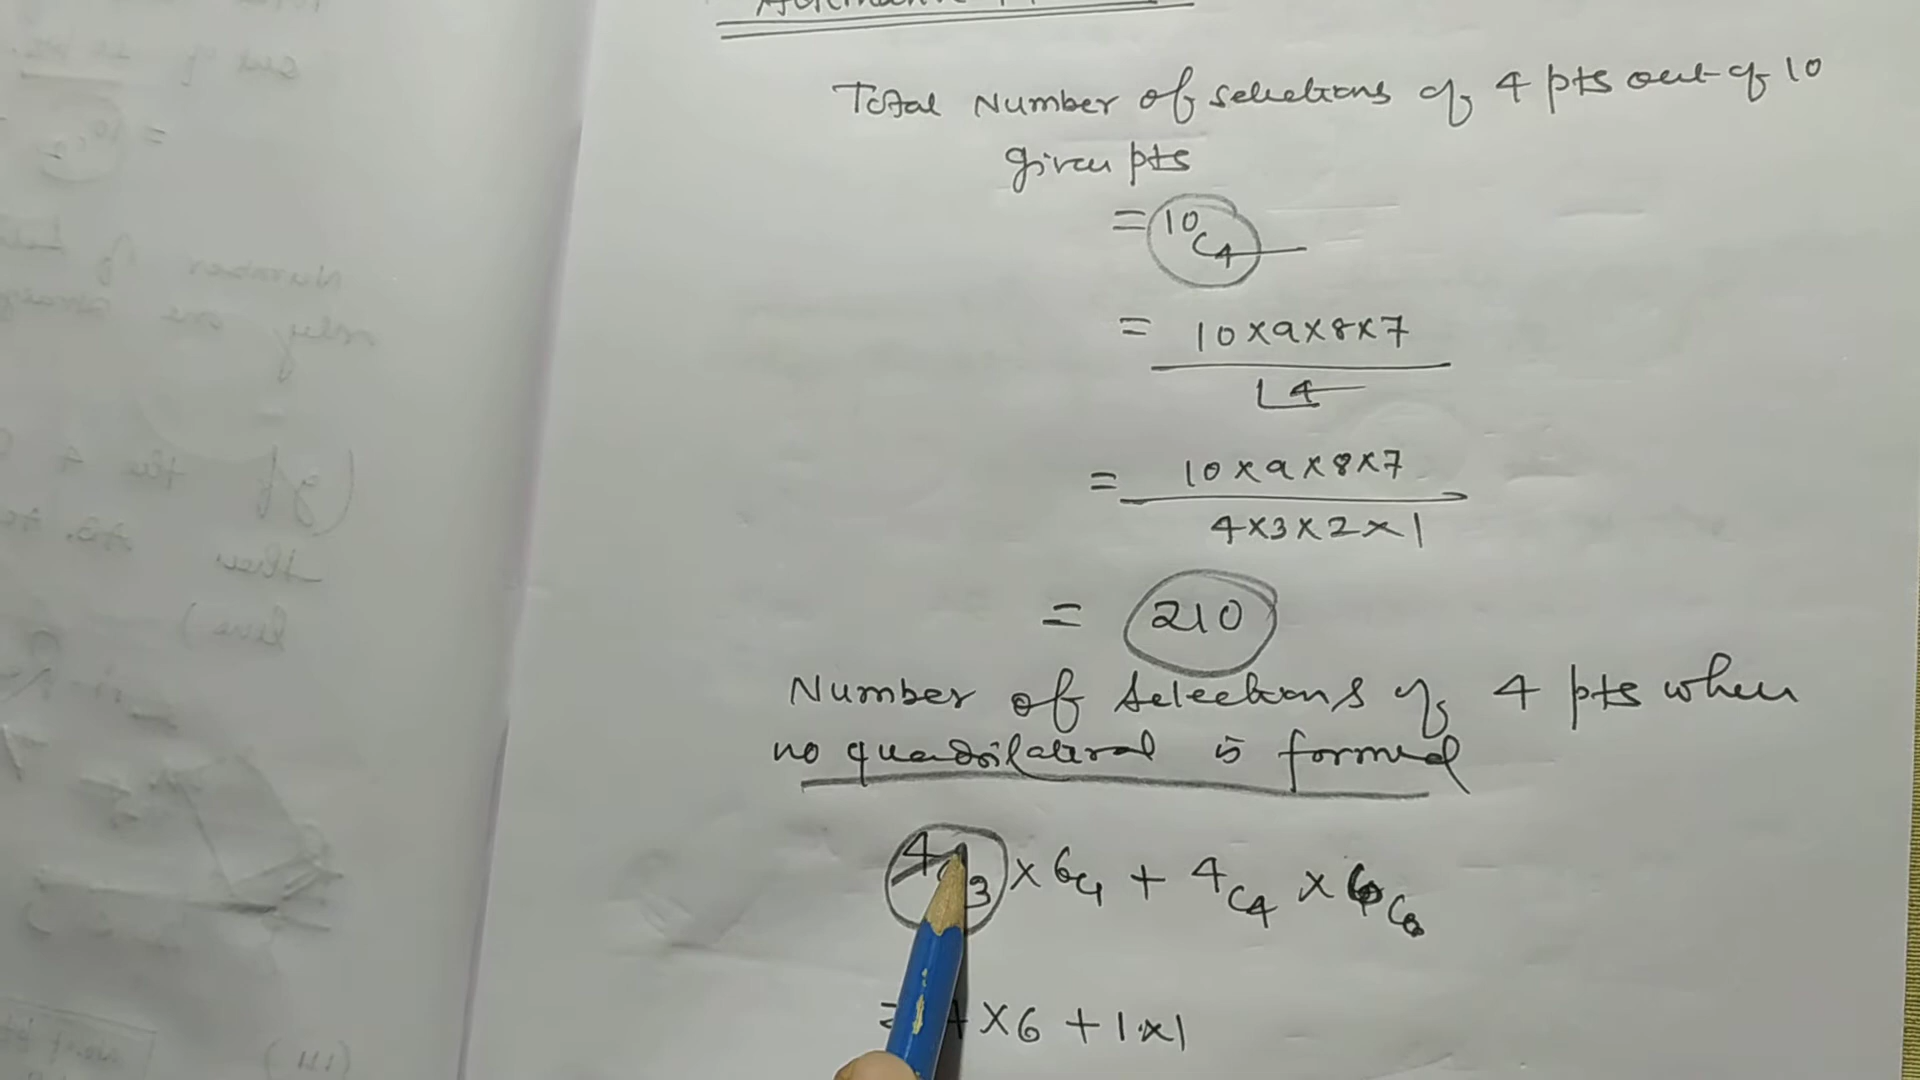 Total Number of selections of 4 pts out of 10
given pts
= 10C4
= 10×9×8×7
⌊4
= 10×9×8×7
4×3×2×1
= 210
Number of selections of 4 pts when
no quadrilateral is formed
4C3 × 6C1 + 4C4 × 6C0
= 4 × 6 + 1×1